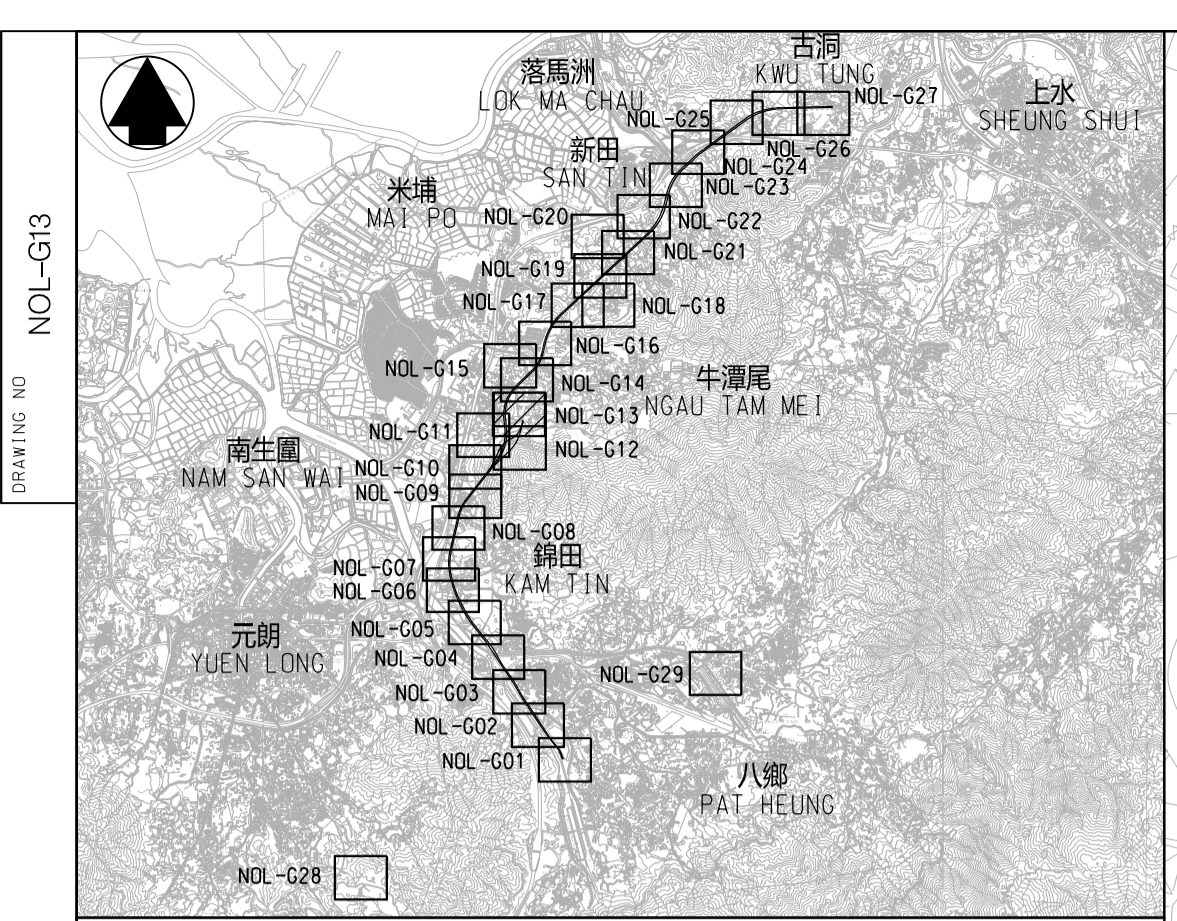 DRAWING NO
NOL-G13
古洞
KWU TUNG
落馬洲
LOK MA CHAU
上水
SHEUNG SHUI
NOL-G27
NOL-G25
NOL-G26
新田
SAN TIN
NOL-G24
NOL-G23
米埔
MAI PO
NOL-G20
NOL-G22
NOL-G21
NOL-G19
NOL-G17
NOL-G18
NOL-G16
NOL-G15
NOL-G14
牛潭尾
NGAU TAM MEI
NOL-G13
NOL-G11
NOL-G12
南生圍
NAM SAN WAI
NOL-G10
NOL-G09
NOL-G08
錦田
KAM TIN
NOL-G07
NOL-G06
NOL-G05
元朗
YUEN LONG
NOL-G04
NOL-G29
NOL-G03
NOL-G02
NOL-G01
八鄉
PAT HEUNG
NOL-G28